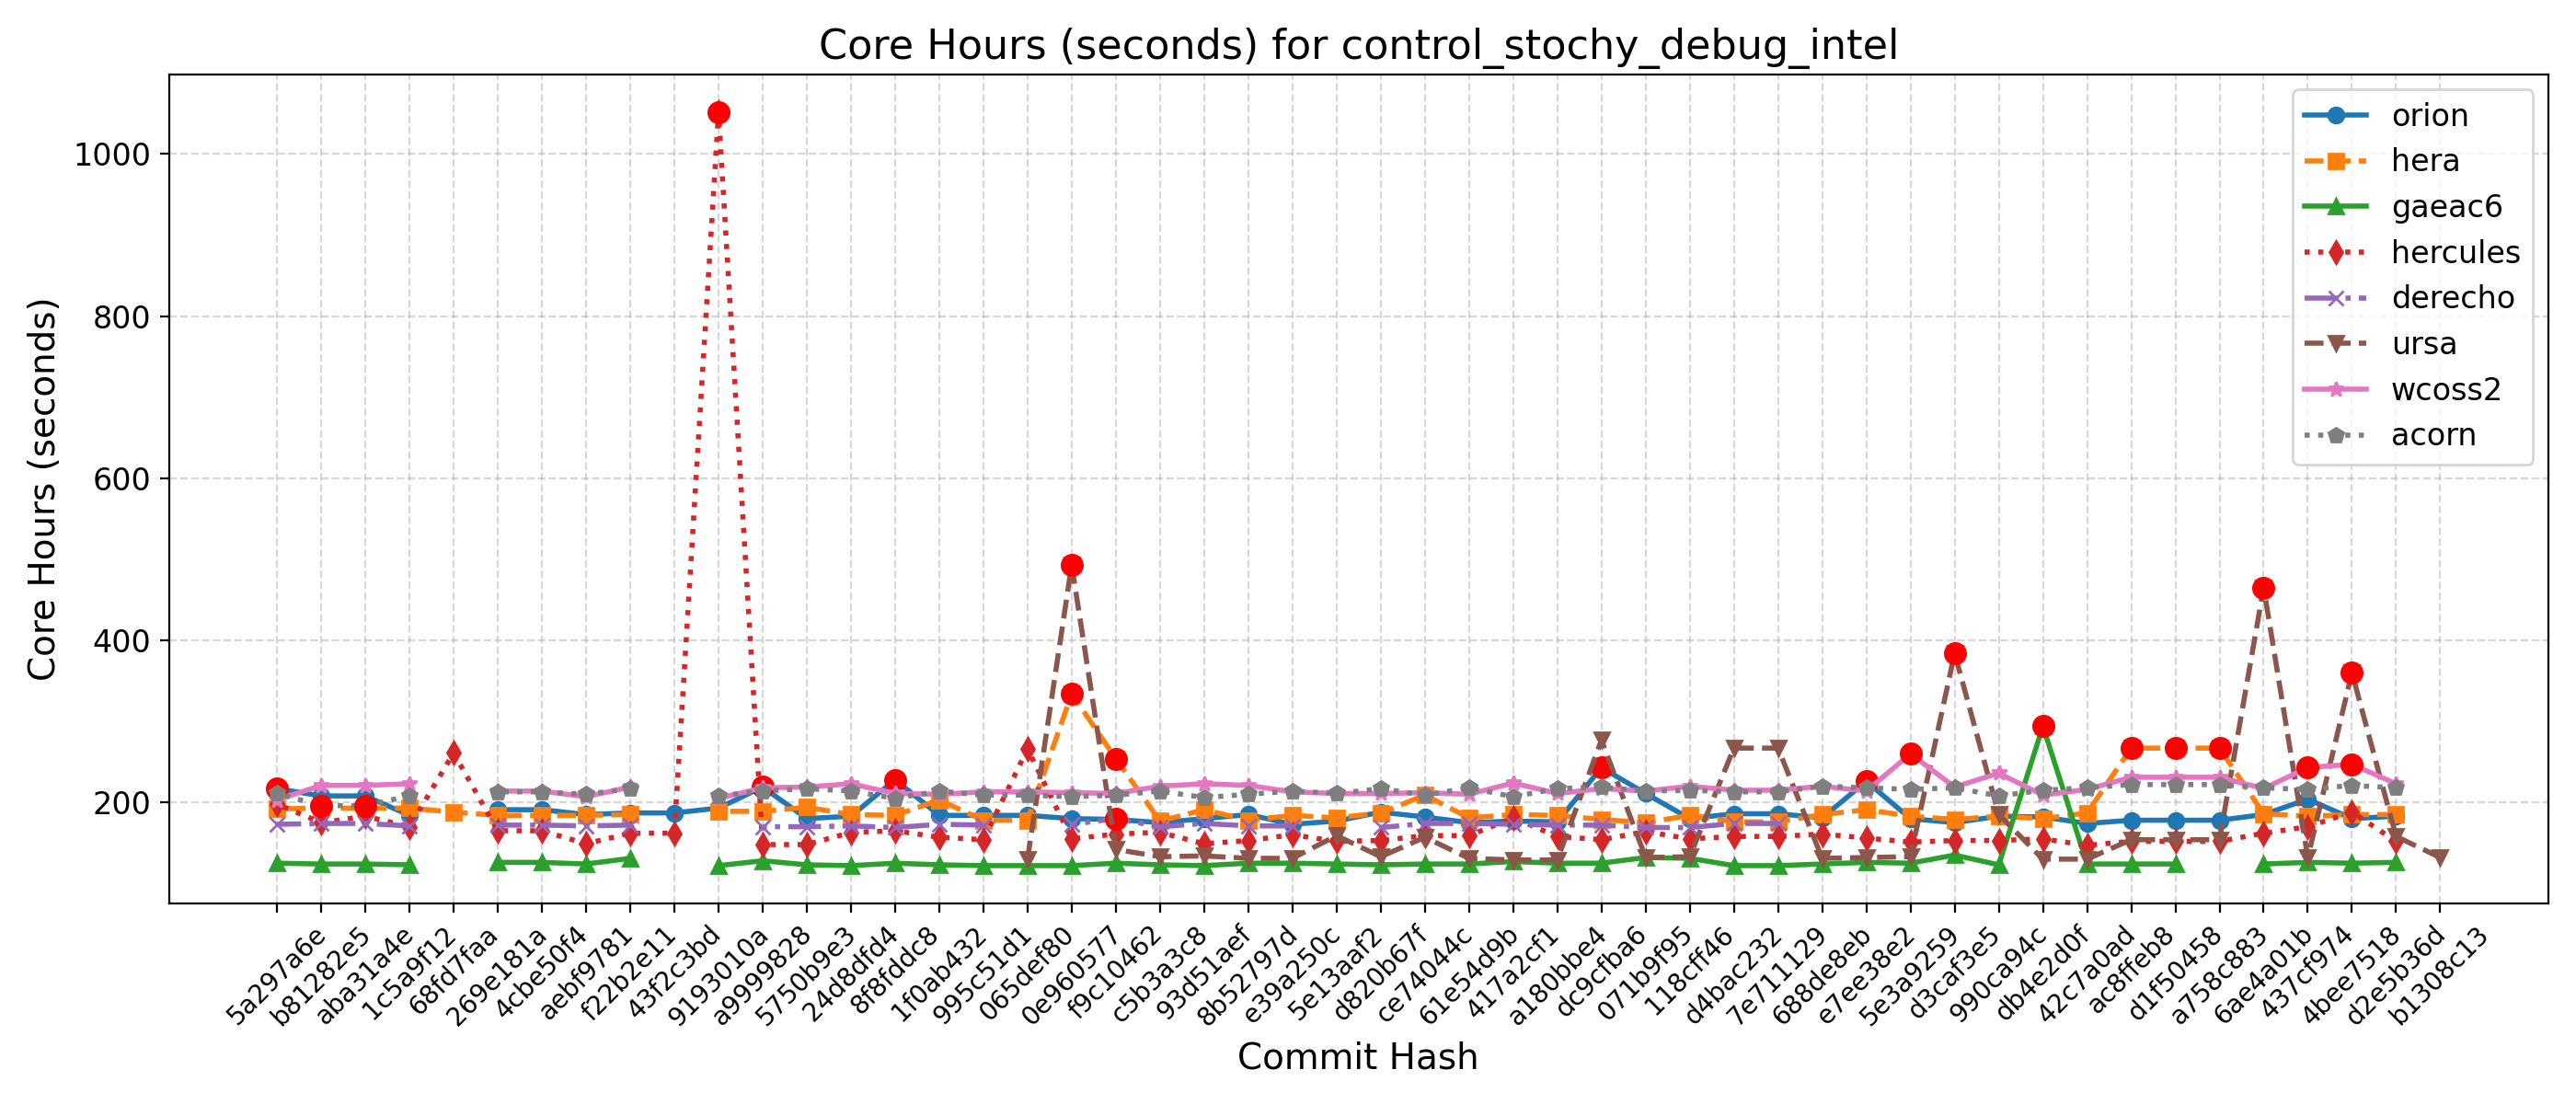 Core Hours (seconds) for control_stochy_debug_intel
Core Hours (seconds)
1000
800
600
400
200
orion
hera
gaeac6
hercules
derecho
ursa
wcoss2
acorn
5a297a6e
b81282e5
aba31a4e
1c5a9f12
68fd7faa
269e181a
4cbe50f4
aebf9781
f22b2e11
43f2c3bd
9193010a
a9999828
5750b9e3
24d8dfd4
8f8fddc8
1f0ab432
995c51d1
065def80
0e960577
f9c10462
c5b3a3c8
93d51aef
8b52797d
e39a250c
5e13aaf2
d820b67f
ce74044c
61e54d9b
417a2cf1
a180bbe4
dc9cfba6
071b9f95
118cff46
d4bac232
7e711129
688dde8eb
e7ee38e2
5e3a9259
d3caf3e5
990ca94c
db4e2d0f
42c7a0ad
ac8ffeb8
d1f50458
a758c883
6ae4a01b
437cf974
4bee7518
d2e5b36d
b1308c13
Commit Hash